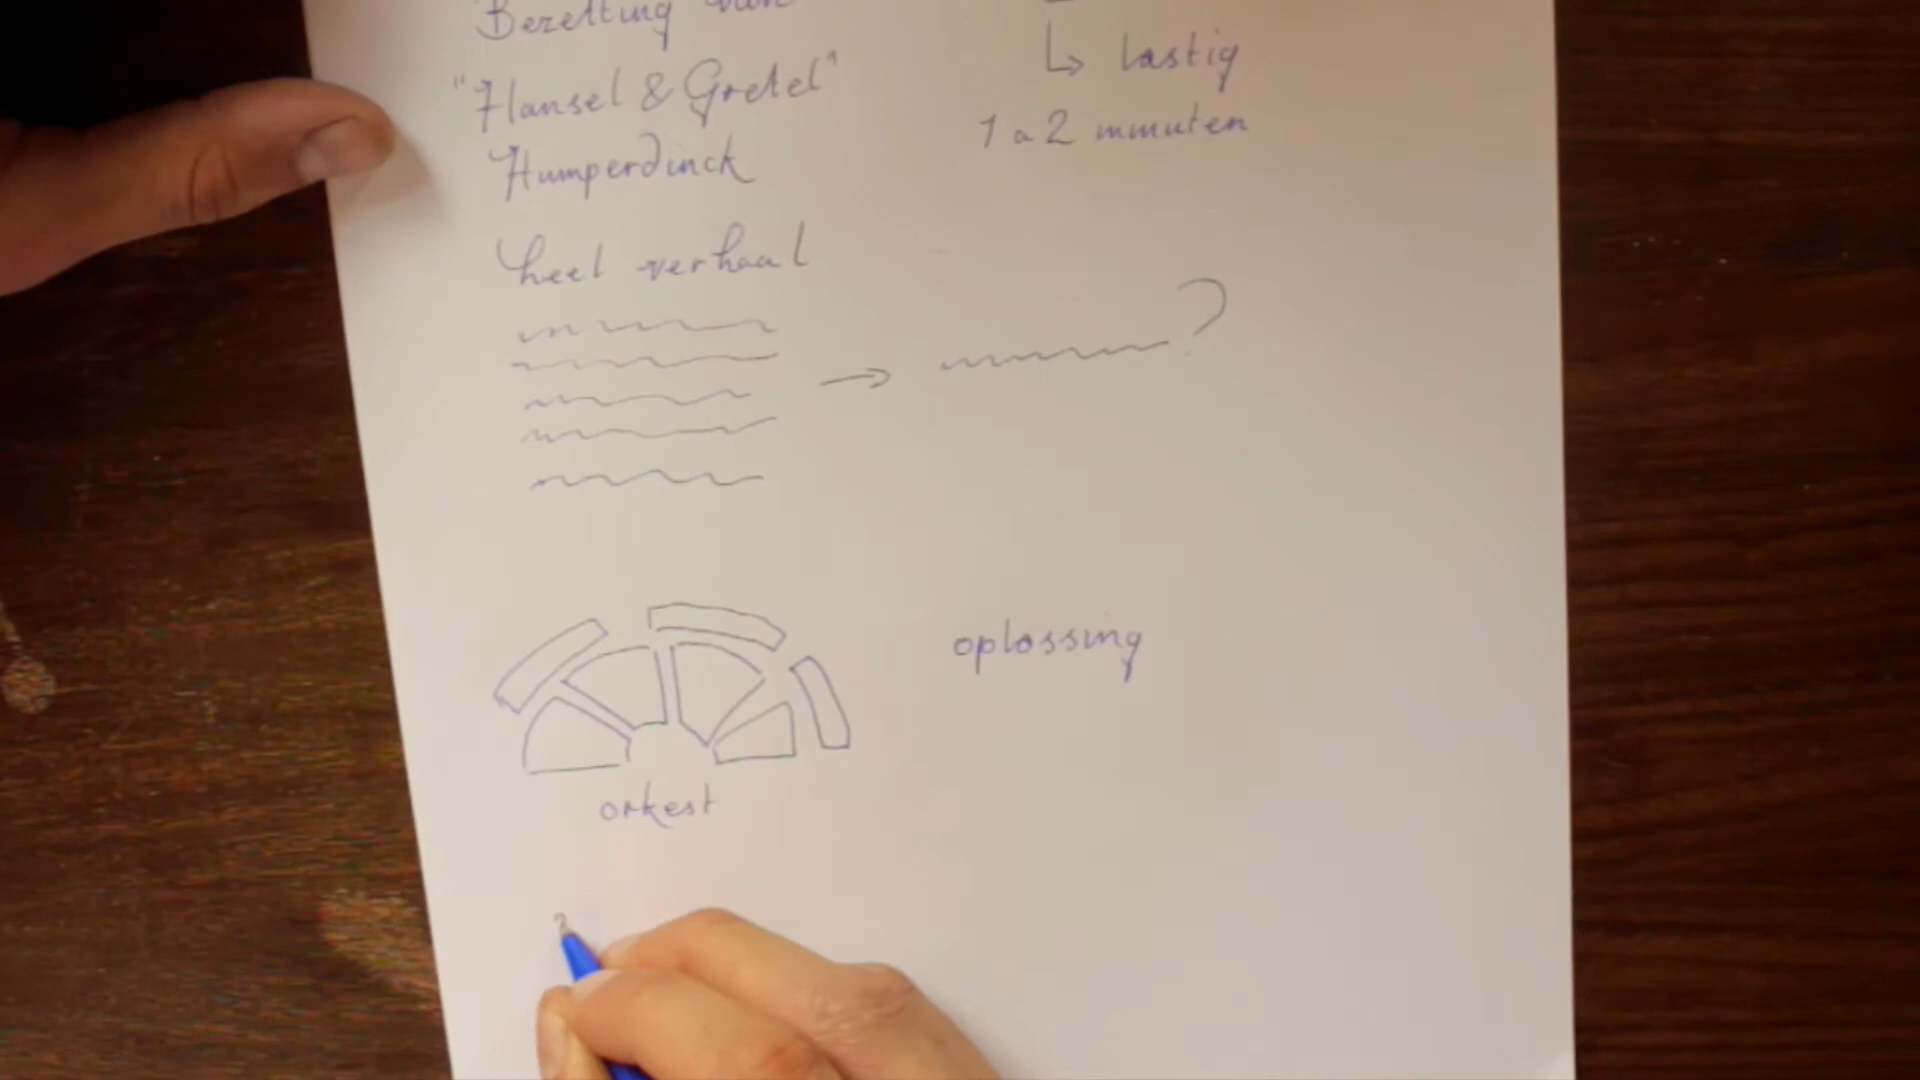 Bezetting van
"Hansel & Gretel"
Humperdinck
heel verhaal
↳ lastig
1 a 2 minuten
→ ?
orkest
oplossing